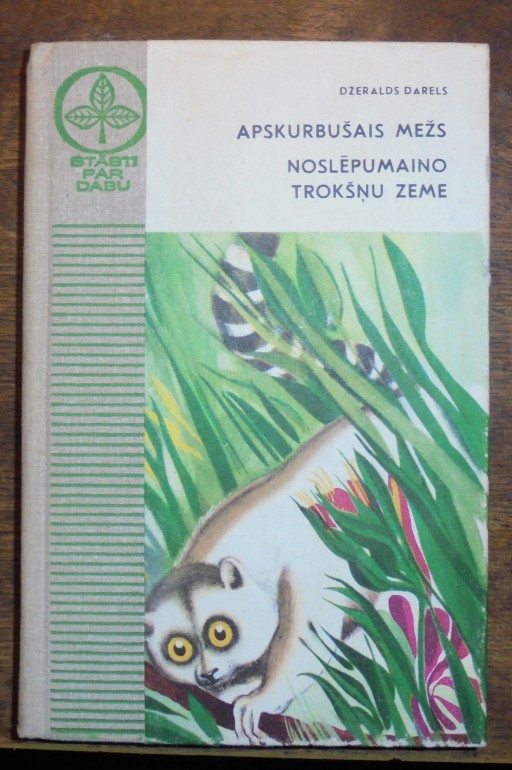 DŽERALDS DARELS
APSKURBUŠAIS MEŽS
NOSLĒPUMAINO
TROKŠŅU ZEME
STĀSTI
PAR
DABU